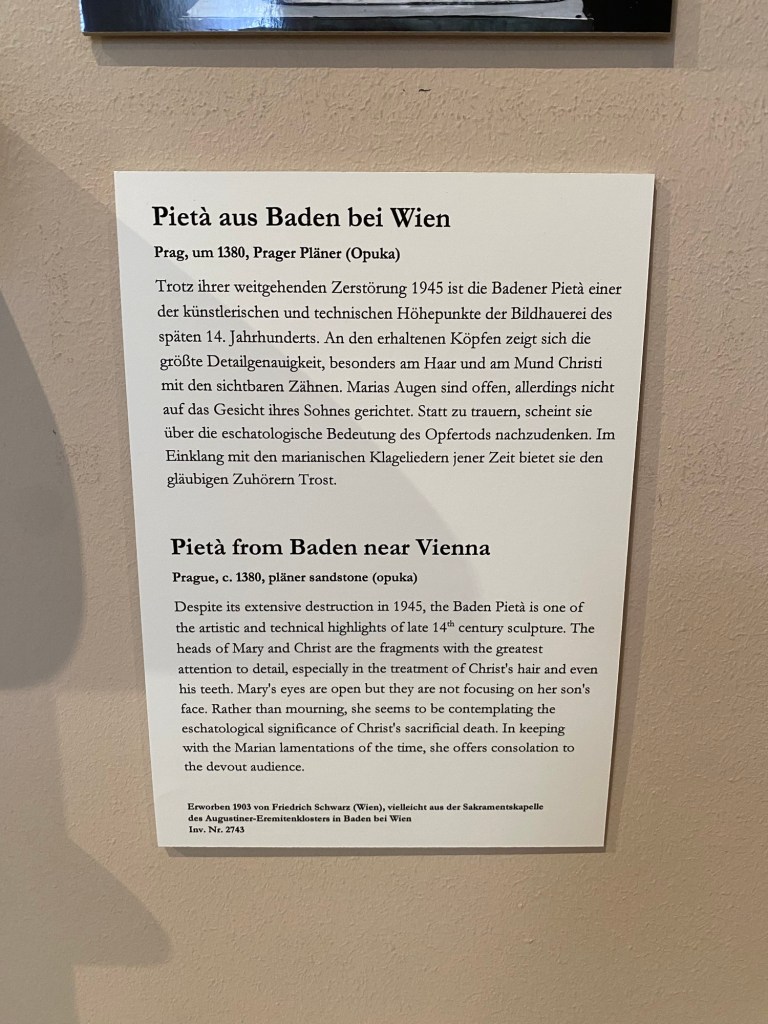 Pietà aus Baden bei Wien
Prag, um 1380, Prager Pläner (Opuka)
Trotz ihrer weitgehenden Zerstörung 1945 ist die Badener Pietà einer
der künstlerischen und technischen Höhepunkte der Bildhauerei des
späten 14. Jahrhunderts. An den erhaltenen Köpfen zeigt sich die
größte Detailgenauigkeit, besonders am Haar und am Mund Christi
mit den sichtbaren Zähnen. Marias Augen sind offen, allerdings nicht
auf das Gesicht ihres Sohnes gerichtet. Statt zu trauern, scheint sie
über die eschatologische Bedeutung des Opfertods nachzudenken. Im
Einklang mit den marianischen Klageliedern jener Zeit bietet sie den
gläubigen Zuhörern Trost.
Pietà from Baden near Vienna
Prague, c. 1380, pläner sandstone (opuka)
Despite its extensive destruction in 1945, the Baden Pietà is one of
the artistic and technical highlights of late 14th century sculpture. The
heads of Mary and Christ are the fragments with the greatest
attention to detail, especially in the treatment of Christ's hair and even
his teeth. Mary's eyes are open but they are not focusing on her son's
face. Rather than mourning, she seems to be contemplating the
eschatological significance of Christ's sacrificial death. In keeping
with the Marian lamentations of the time, she offers consolation to
the devout audience.
Erworben 1903 von Friedrich Schwarz (Wien), vielleicht aus der Sakramentskapelle
des Augustiner-Eremitenklosters in Baden bei Wien
Inv. Nr. 2743